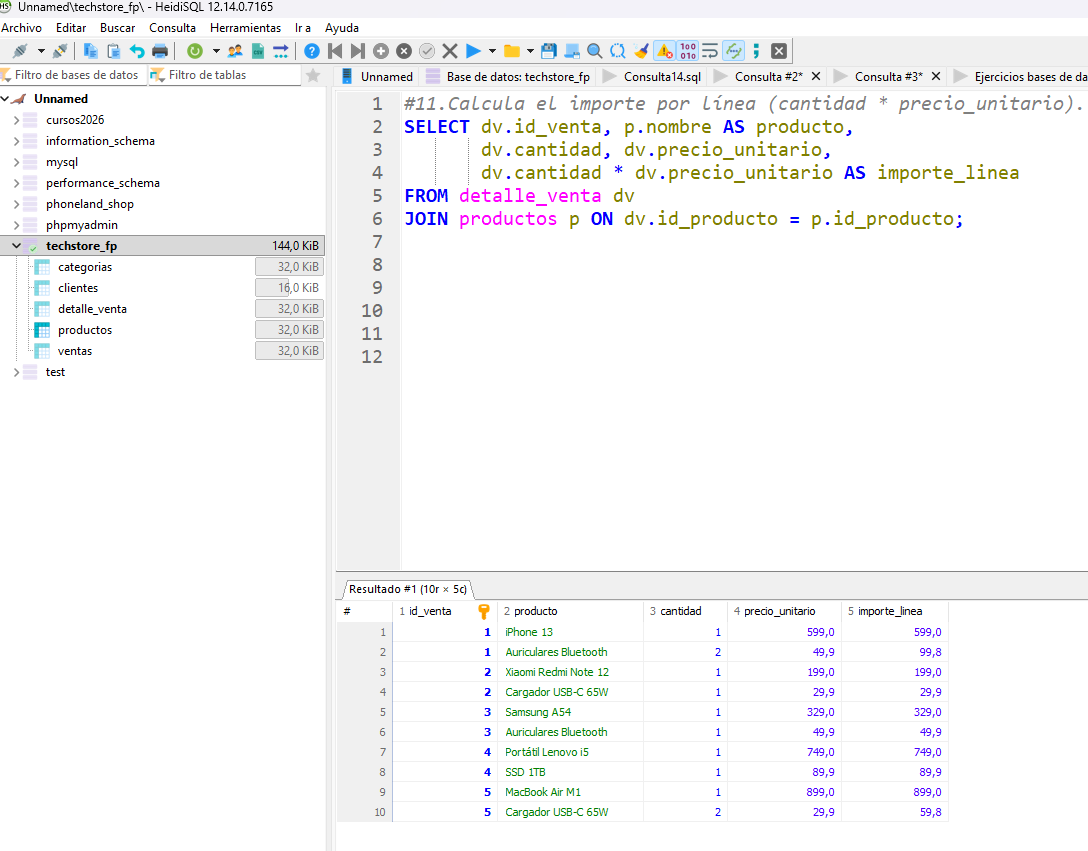 Unnamed\techstore_fp\ - HeidiSQL 12.14.0.7165
Archivo Editar Buscar Consulta Herramientas Ir a Ayuda
Filtro de bases de datos Filtro de tablas
Unnamed Base de datos: techstore_fp Consulta14.sql Consulta #2* Consulta #3* Ejercicios bases de da
Unnamed
cursos2026
information_schema
mysql
performance_schema
phoneland_shop
phpmyadmin
techstore_fp 144,0 KiB
categorias 32,0 KiB
clientes 16,0 KiB
detalle_venta 32,0 KiB
productos 32,0 KiB
ventas 32,0 KiB
test
1 #11.Calcula el importe por línea (cantidad * precio_unitario).
2 SELECT dv.id_venta, p.nombre AS producto,
3 dv.cantidad, dv.precio_unitario,
4 dv.cantidad * dv.precio_unitario AS importe_linea
5 FROM detalle_venta dv
6 JOIN productos p ON dv.id_producto = p.id_producto;
7
8
9
10
11
12
Resultado #1 (10r × 5c)
# 1 id_venta 2 producto 3 cantidad 4 precio_unitario 5 importe_linea
1 1 iPhone 13 1 599,0 599,0
2 1 Auriculares Bluetooth 2 49,9 99,8
3 2 Xiaomi Redmi Note 12 1 199,0 199,0
4 2 Cargador USB-C 65W 1 29,9 29,9
5 3 Samsung A54 1 329,0 329,0
6 3 Auriculares Bluetooth 1 49,9 49,9
7 4 Portátil Lenovo i5 1 749,0 749,0
8 4 SSD 1TB 1 89,9 89,9
9 5 MacBook Air M1 1 899,0 899,0
10 5 Cargador USB-C 65W 2 29,9 59,8